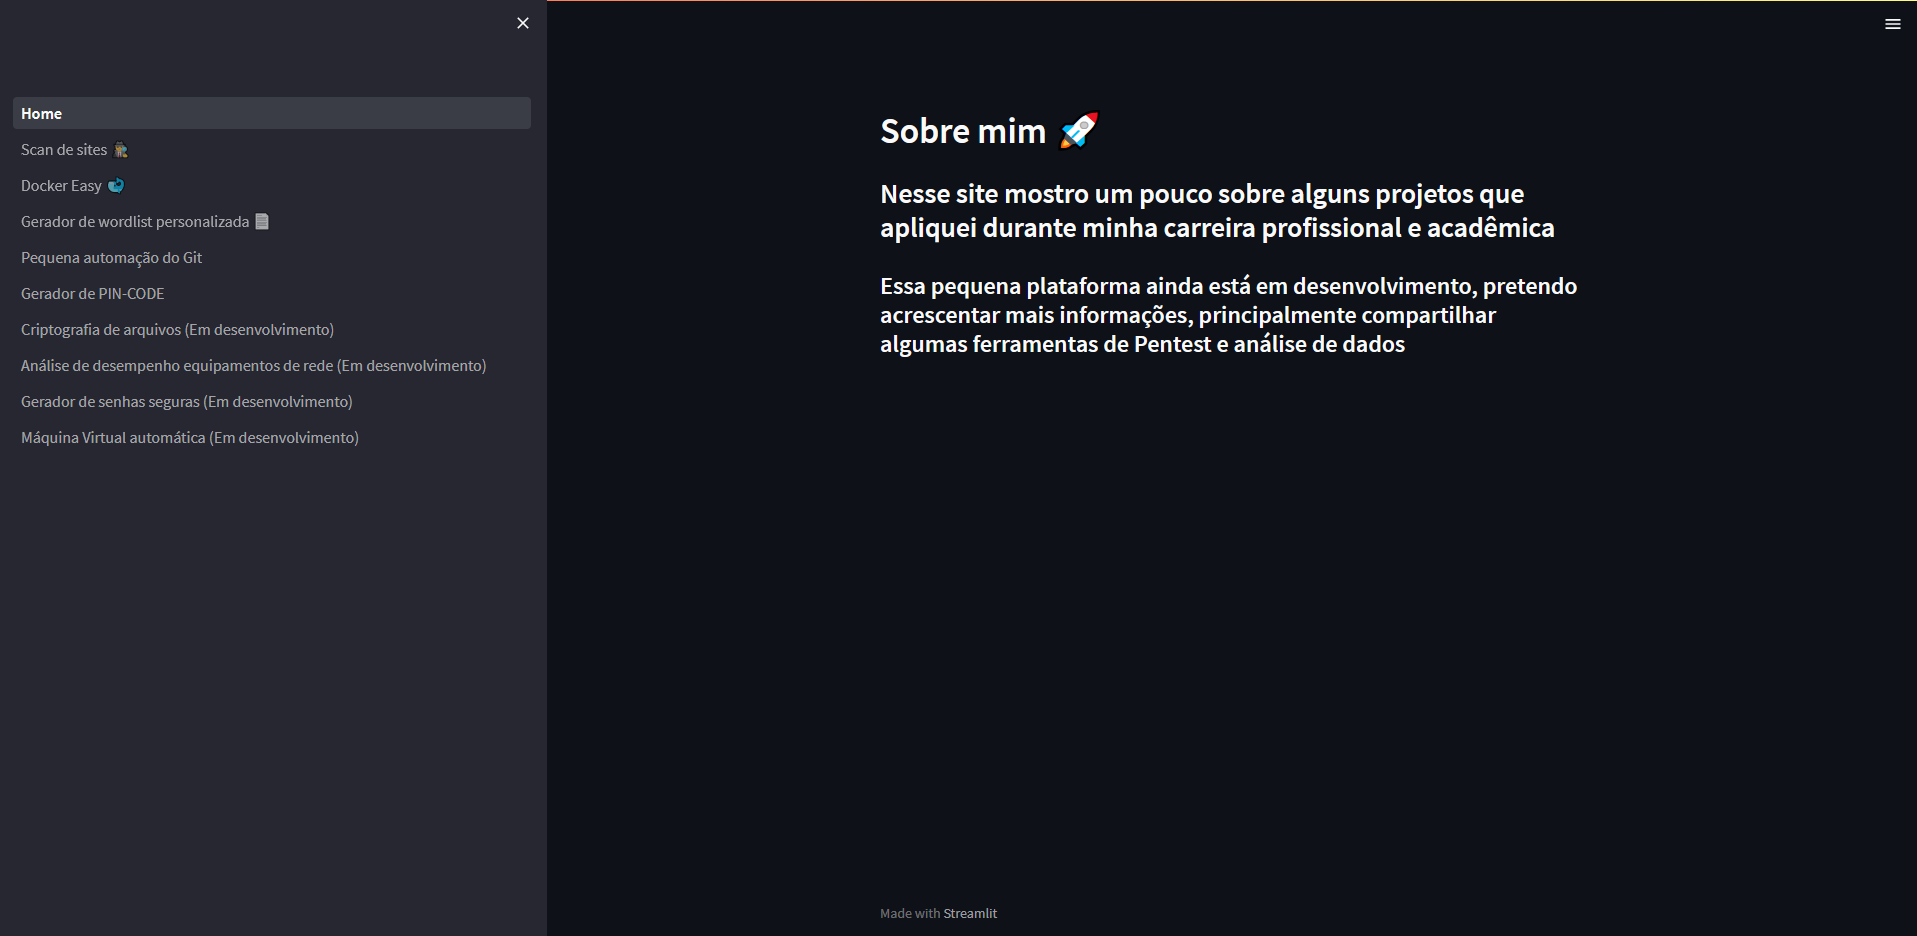 Home
Scan de sites 🕵
Docker Easy 🐳
Gerador de wordlist personalizada 📄
Pequena automação do Git
Gerador de PIN-CODE
Criptografia de arquivos (Em desenvolvimento)
Análise de desempenho equipamentos de rede (Em desenvolvimento)
Gerador de senhas seguras (Em desenvolvimento)
Máquina Virtual automática (Em desenvolvimento)
Sobre mim 🚀
Nesse site mostro um pouco sobre alguns projetos que
apliquei durante minha carreira profissional e acadêmica
Essa pequena plataforma ainda está em desenvolvimento, pretendo
acrescentar mais informações, principalmente compartilhar
algumas ferramentas de Pentest e análise de dados
Made with Streamlit